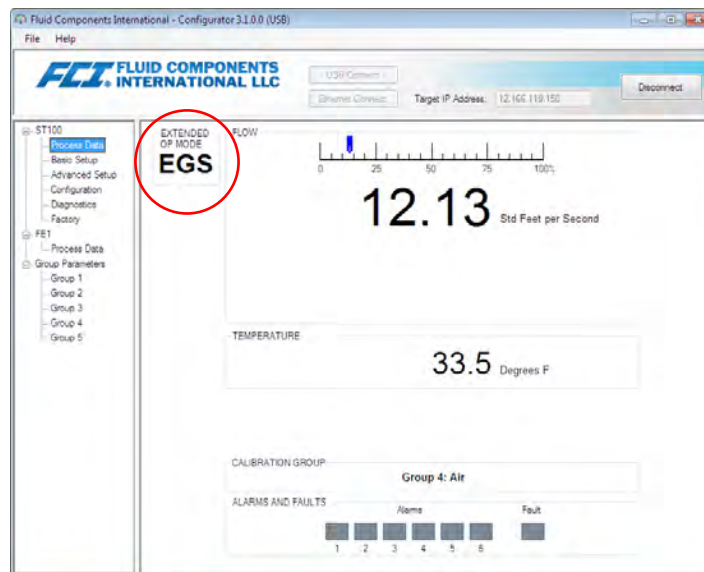 Fluid Components International - Configurator 3.1.0.0 (USB)
File Help
FCI. FLUID COMPONENTS
INTERNATIONAL LLC
USB Connect
Ethernet Connect
Target IP Address: 12.166.119.150
Disconnect
ST100
Process Data
Basic Setup
Advanced Setup
Configuration
Diagnostics
Factory
FE1
Process Data
Group Parameters
Group 1
Group 2
Group 3
Group 4
Group 5
EXTENDED
OP MODE
EGS
FLOW
0 25 50 75 100%
12.13 Std Feet per Second
TEMPERATURE
33.5 Degrees F
CALIBRATION GROUP
Group 4: Air
ALARMS AND FAULTS
Alarms Fault
1 2 3 4 5 6